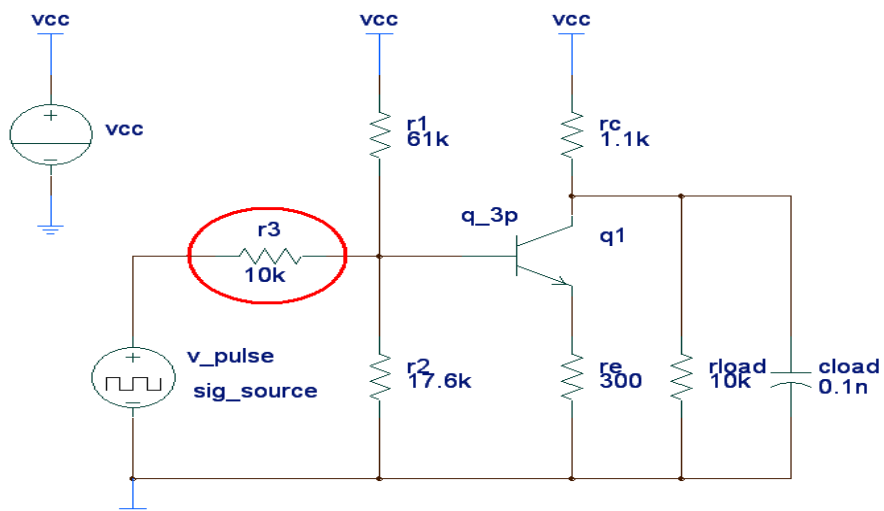 vcc
vcc
vcc
vcc
r1
61k
rc
1.1k
q_3p
q1
r3
10k
v_pulse
sig_source
r2
17.6k
re
300
rload
10k
cload
0.1n